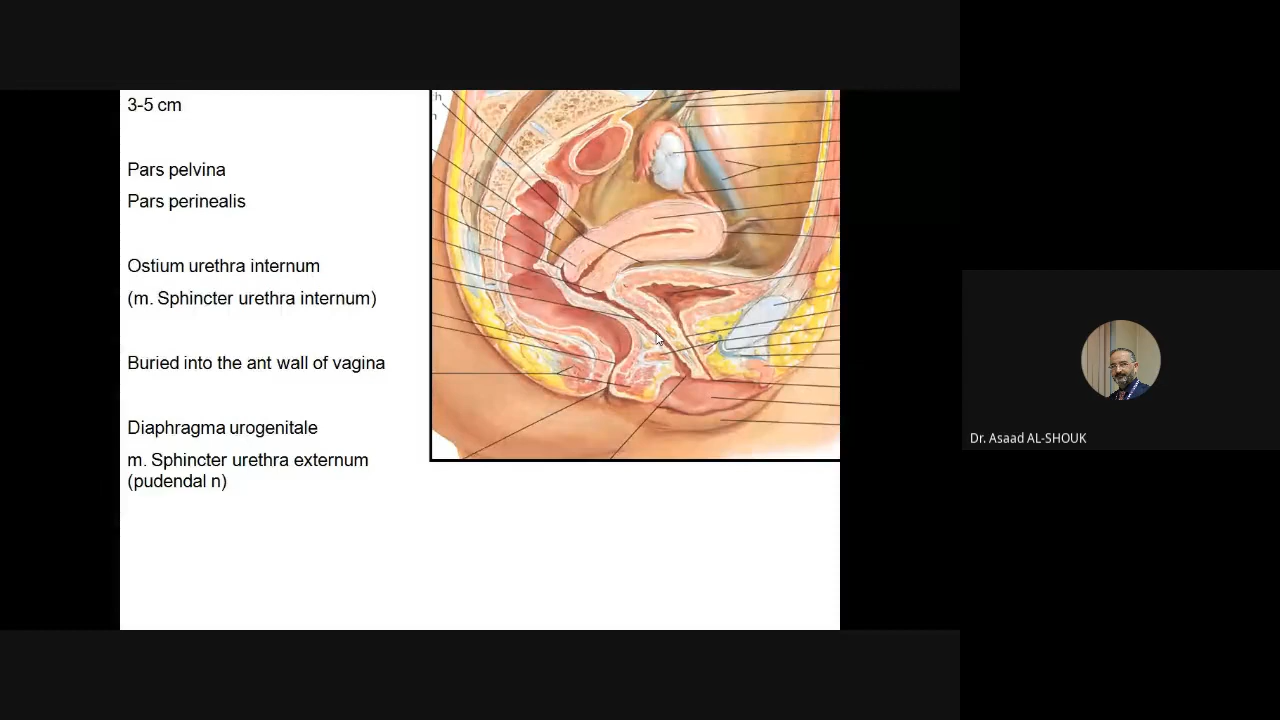 3-5 cm
Pars pelvina
Pars perinealis
Ostium urethra internum
(m. Sphincter urethra internum)
Buried into the ant wall of vagina
Diaphragma urogenitale
m. Sphincter urethra externum
(pudendal n)
Dr. Asaad AL-SHOUK